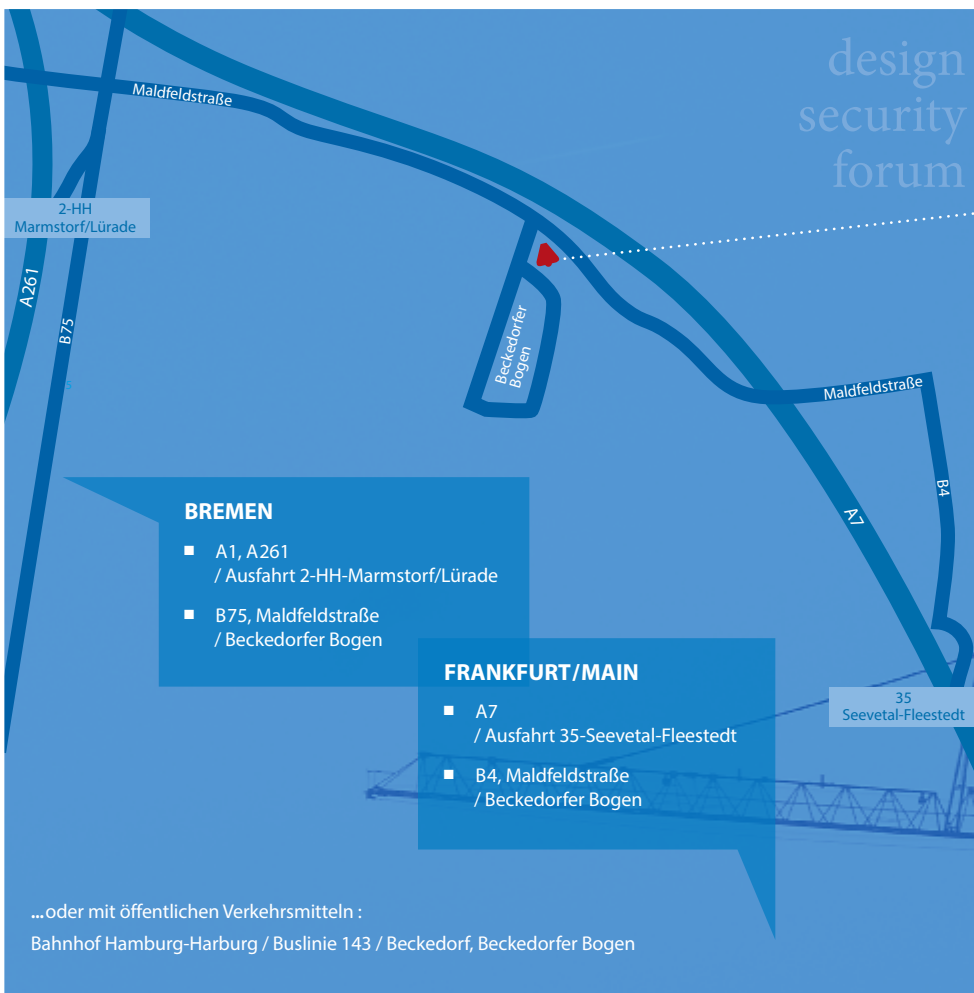 design
security
forum
Maldfeldstraße
2-HH
Marmstorf/Lürade
A261
B75
s
Beckedorfer
Bogen
Maldfeldstraße
B4
A7
BREMEN
■ A1, A261
/ Ausfahrt 2-HH-Marmstorf/Lürade
■ B75, Maldfeldstraße
/ Beckedorfer Bogen
FRANKFURT/MAIN
■ A7
/ Ausfahrt 35-Seevetal-Fleestedt
■ B4, Maldfeldstraße
/ Beckedorfer Bogen
35
Seevetal-Fleestedt
...oder mit öffentlichen Verkehrsmitteln :
Bahnhof Hamburg-Harburg / Buslinie 143 / Beckedorf, Beckedorfer Bogen